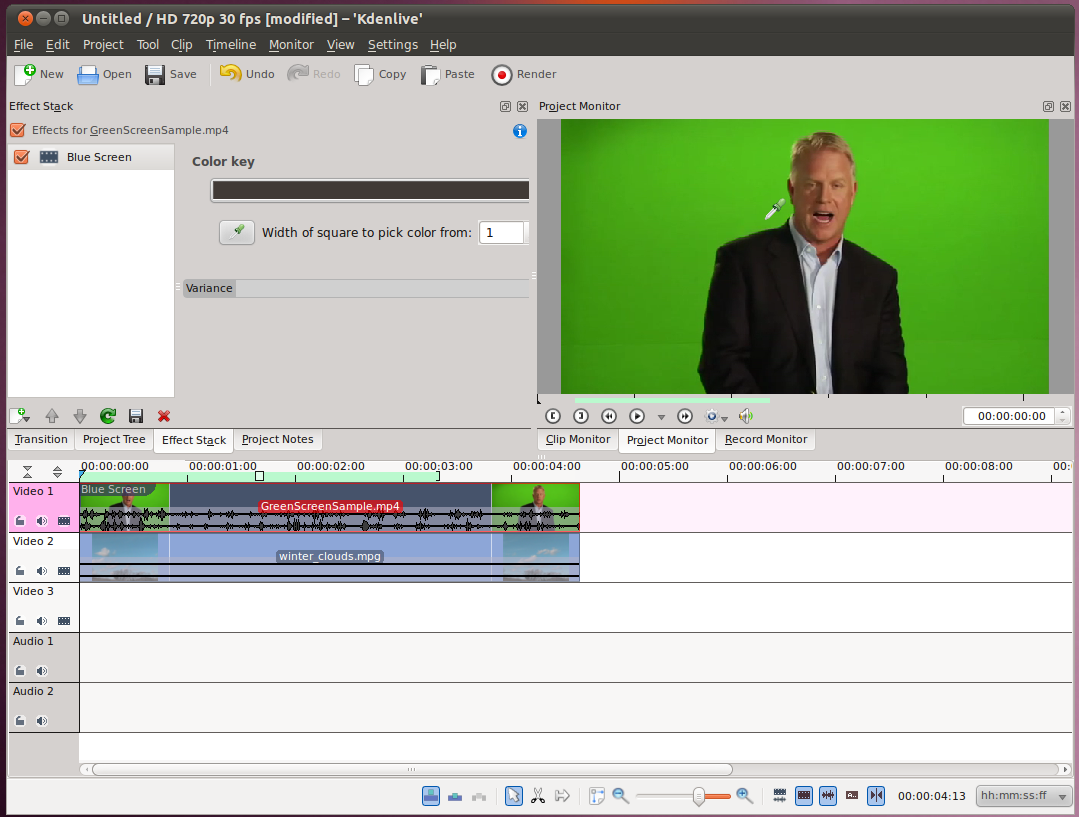 Untitled / HD 720p 30 fps [modified] – 'Kdenlive'
File Edit Project Tool Clip Timeline Monitor View Settings Help
New Open Save Undo Redo Copy Paste Render
Effect Stack
Project Monitor
Effects for GreenScreenSample.mp4
Blue Screen
Color key
Width of square to pick color from: 1
Variance
00:00:00:00
Transition Project Tree Effect Stack Project Notes
Clip Monitor Project Monitor Record Monitor
00:00:00:00 00:00:01:00 00:00:02:00 00:00:03:00 00:00:04:00 00:00:05:00 00:00:06:00 00:00:07:00 00:00:08:00 00:0
Video 1
Blue Screen
GreenScreenSample.mp4
Video 2
winter_clouds.mpg
Video 3
Audio 1
Audio 2
00:00:04:13 hh:mm:ss:ff